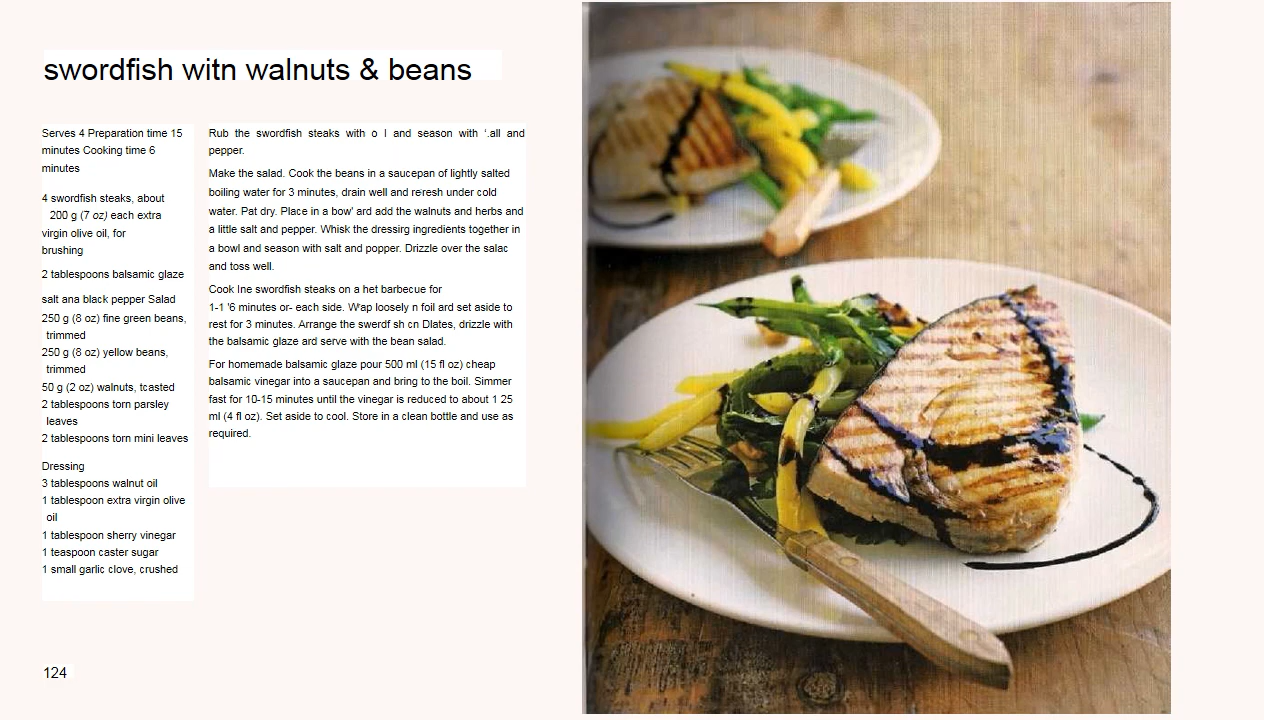 swordfish witn walnuts & beans
Serves 4 Preparation time 15
minutes Cooking time 6
minutes
4 swordfish steaks, about
200 g (7 oz) each extra
virgin olive oil, for
brushing
2 tablespoons balsamic glaze
salt ana black pepper Salad
250 g (8 oz) fine green beans,
trimmed
250 g (8 oz) yellow beans,
trimmed
50 g (2 oz) walnuts, tcasted
2 tablespoons torn parsley
leaves
2 tablespoons torn mini leaves
Dressing
3 tablespoons walnut oil
1 tablespoon extra virgin olive
oil
1 tablespoon sherry vinegar
1 teaspoon caster sugar
1 small garlic clove, crushed
Rub the swordfish steaks with o l and season with ‘.all and
pepper.
Make the salad. Cook the beans in a saucepan of lightly salted
boiling water for 3 minutes, drain well and reresh under cold
water. Pat dry. Place in a bow' ard add the walnuts and herbs and
a little salt and pepper. Whisk the dressirg ingredients together in
a bowl and season with salt and popper. Drizzle over the salac
and toss well.
Cook Ine swordfish steaks on a het barbecue for
1-1 '6 minutes or- each side. W'ap loosely n foil ard set aside to
rest for 3 minutes. Arrange the swerdf sh cn Dlates, drizzle with
the balsamic glaze ard serve with the bean salad.
For homemade balsamic glaze pour 500 ml (15 fl oz) cheap
balsamic vinegar into a saucepan and bring to the boil. Simmer
fast for 10-15 minutes until the vinegar is reduced to about 1 25
ml (4 fl oz). Set aside to cool. Store in a clean bottle and use as
required.
124